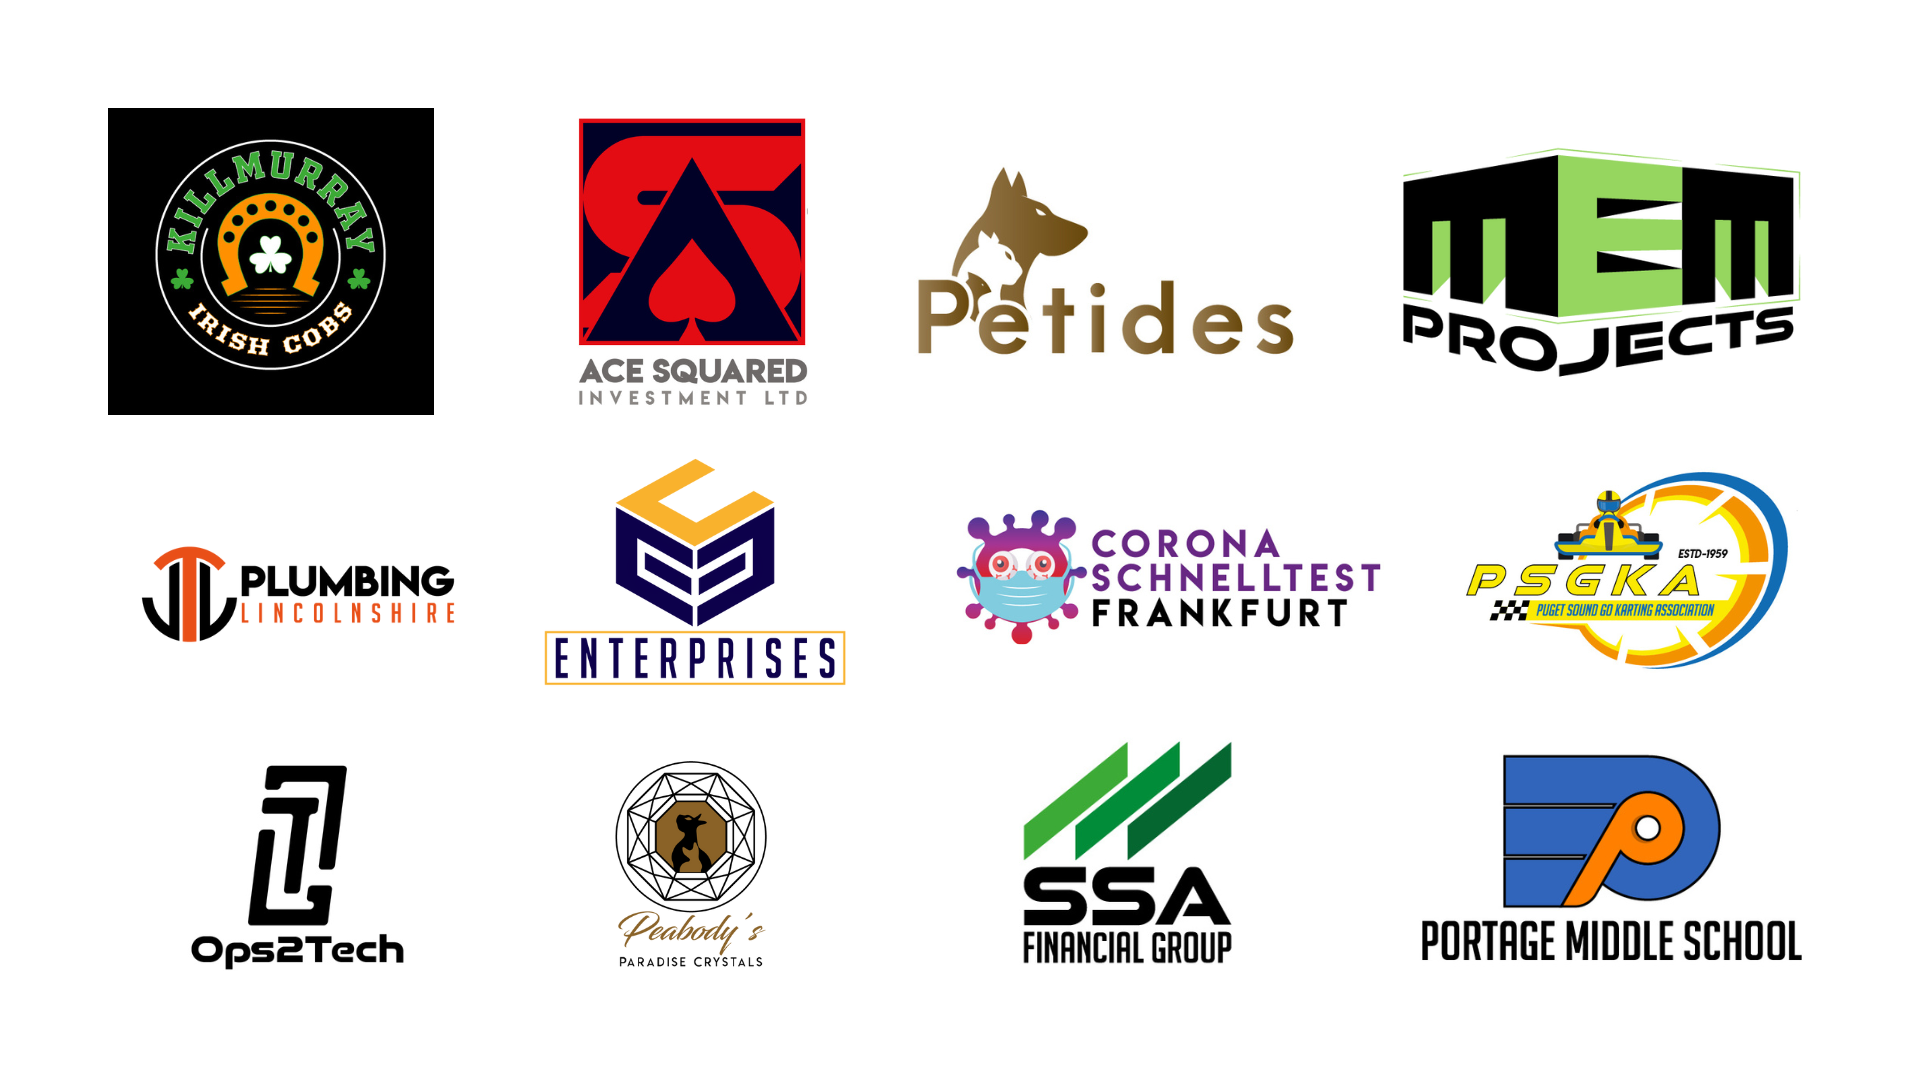 KILLMURRAY
IRISH COBS
ACE SQUARED
INVESTMENT LTD
Petides
MEM
PROJECTS
PLUMBING
LINCOLNSHIRE
ENTERPRISES
CORONA
SCHNELLTEST
FRANKFURT
ESTD-1959
PSGKA
PUGET SOUND GO KARTING ASSOCIATION
Ops2Tech
Peabody's
PARADISE CRYSTALS
SSA
FINANCIAL GROUP
PORTAGE MIDDLE SCHOOL